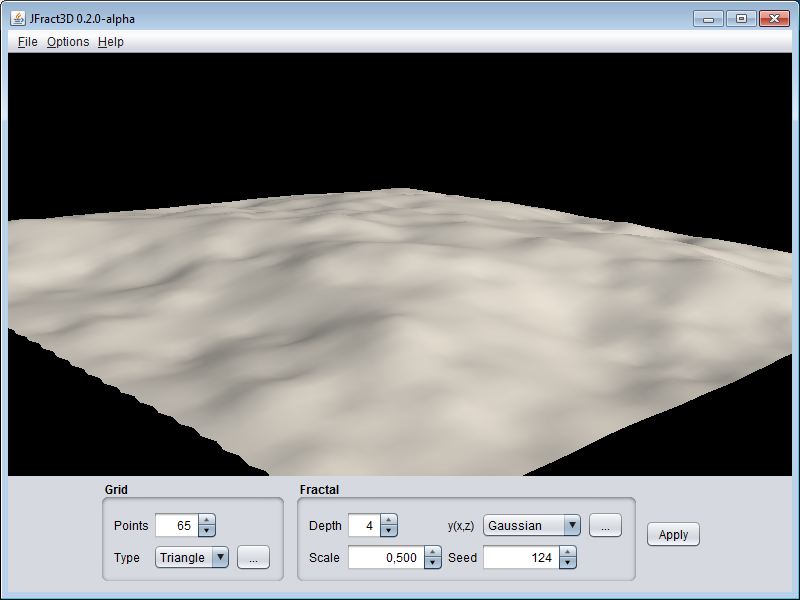 JFract3D 0.2.0-alpha
File Options Help
Grid
Points 65
Type Triangle ...
Fractal
Depth 4 y(x,z) Gaussian ...
Scale 0,500 Seed 124
Apply